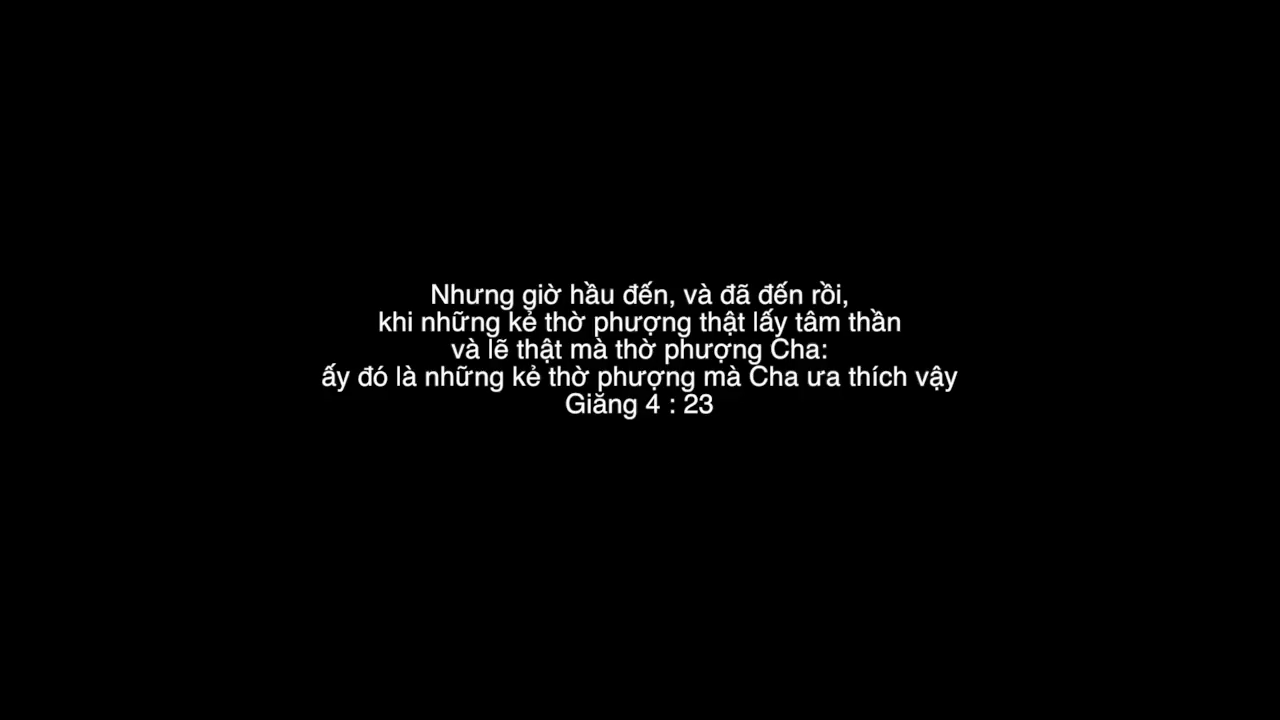 Nhưng giờ hầu đến, và đã đến rồi,
khi những kẻ thờ phượng thật lấy tâm thần
và lẽ thật mà thờ phượng Cha:
ấy đó là những kẻ thờ phượng mà Cha ưa thích vậy
Giăng 4 : 23